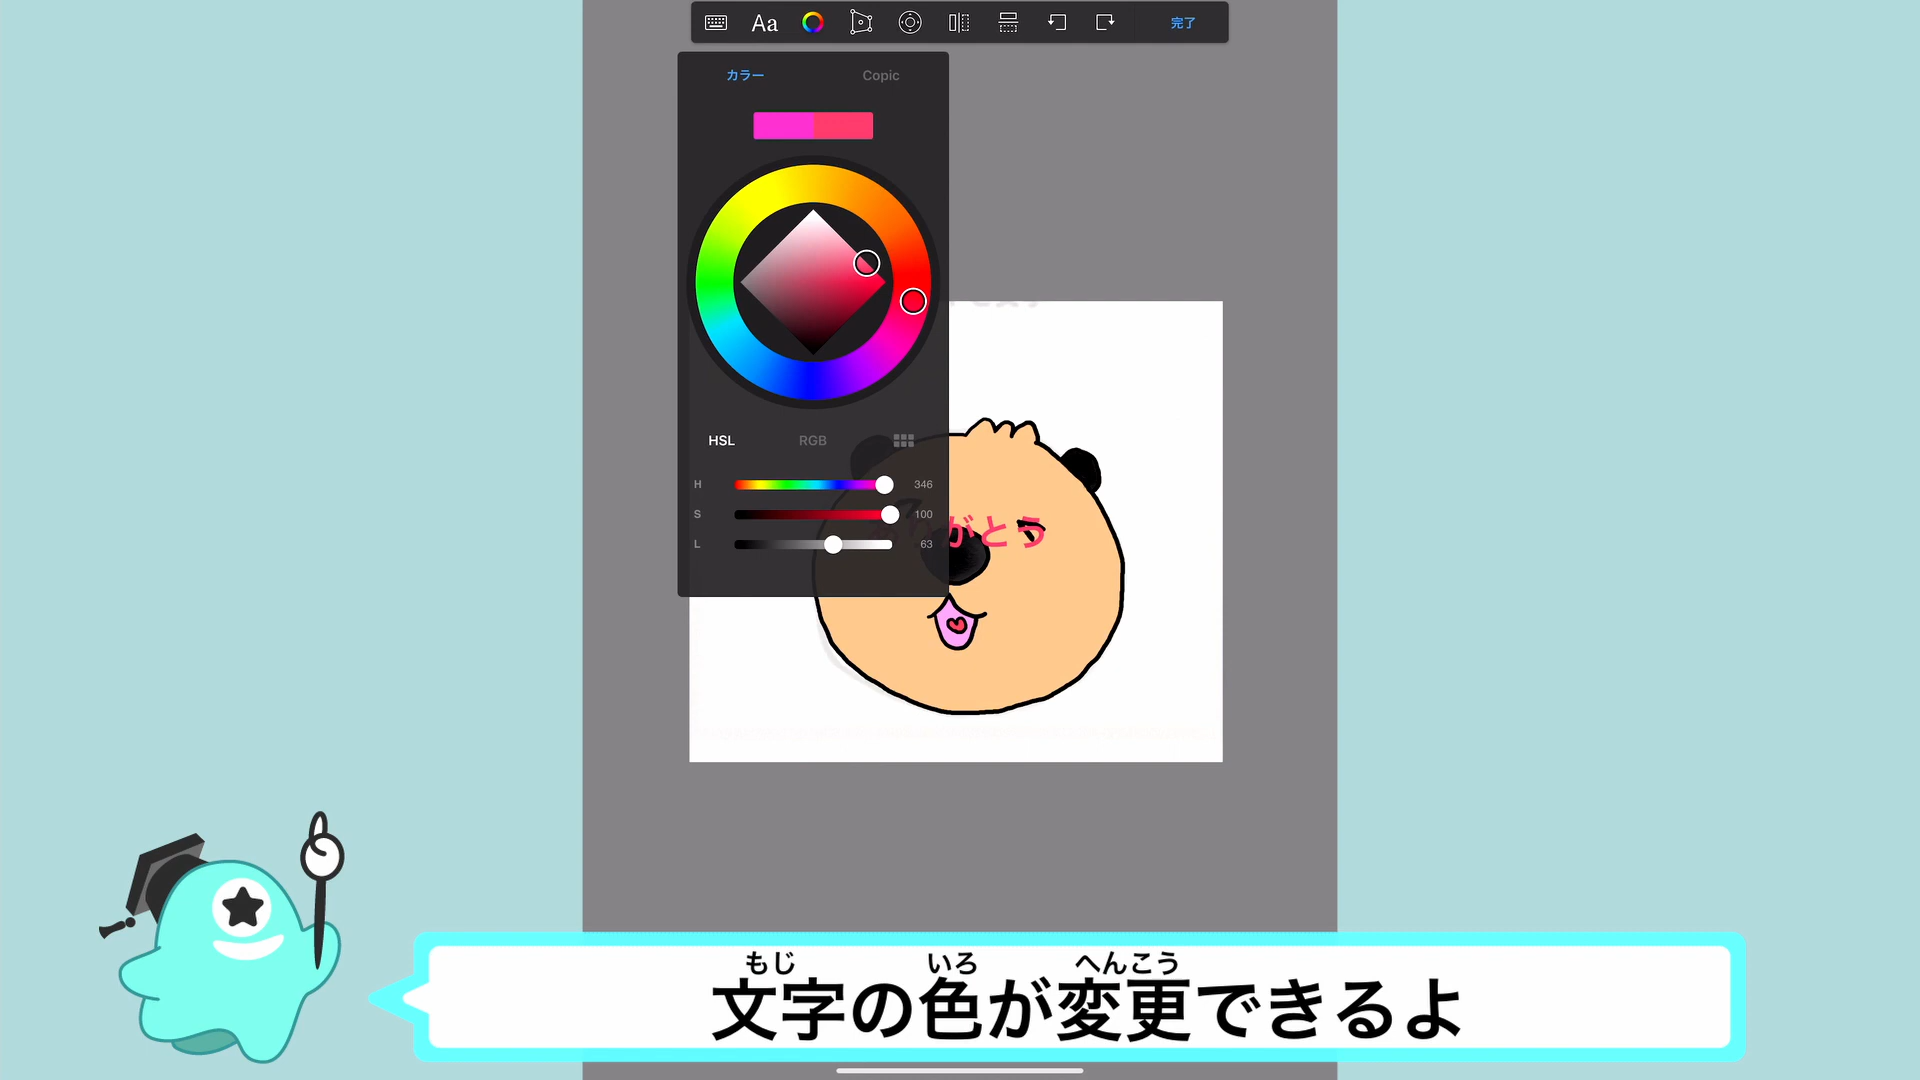 Aa
完了
カラー
Copic
HSL
RGB
H
346
S
100
L
63
がとう
もじ いろ へんこう
文字の色が変更できるよ